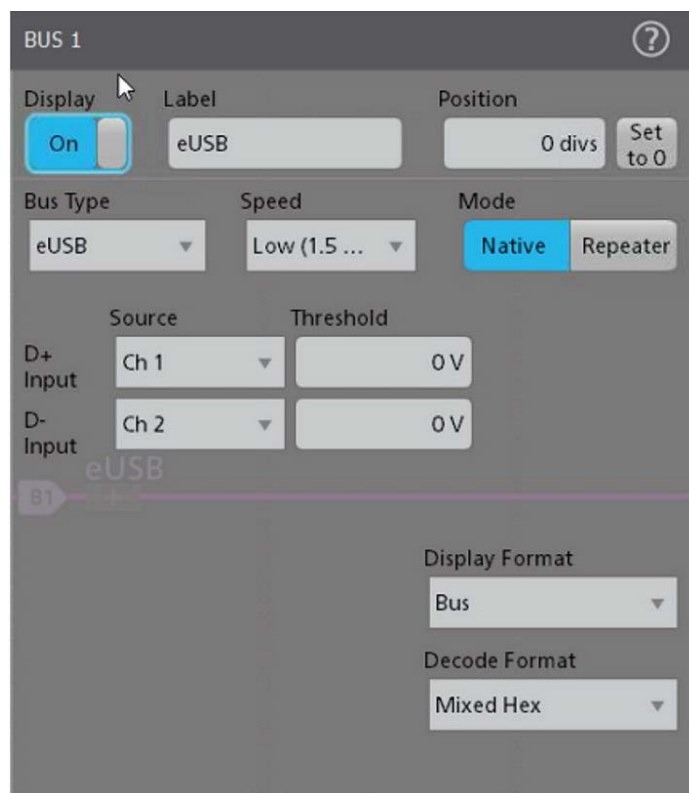 BUS 1
?
Display Label Position
On eUSB 0 divs Set to 0
Bus Type Speed Mode
eUSB Low (1.5 ... Native Repeater
Source Threshold
D+ Input Ch 1 0 V
D- Input Ch 2 0 V
eUSB
B1 +
Display Format
Bus
Decode Format
Mixed Hex